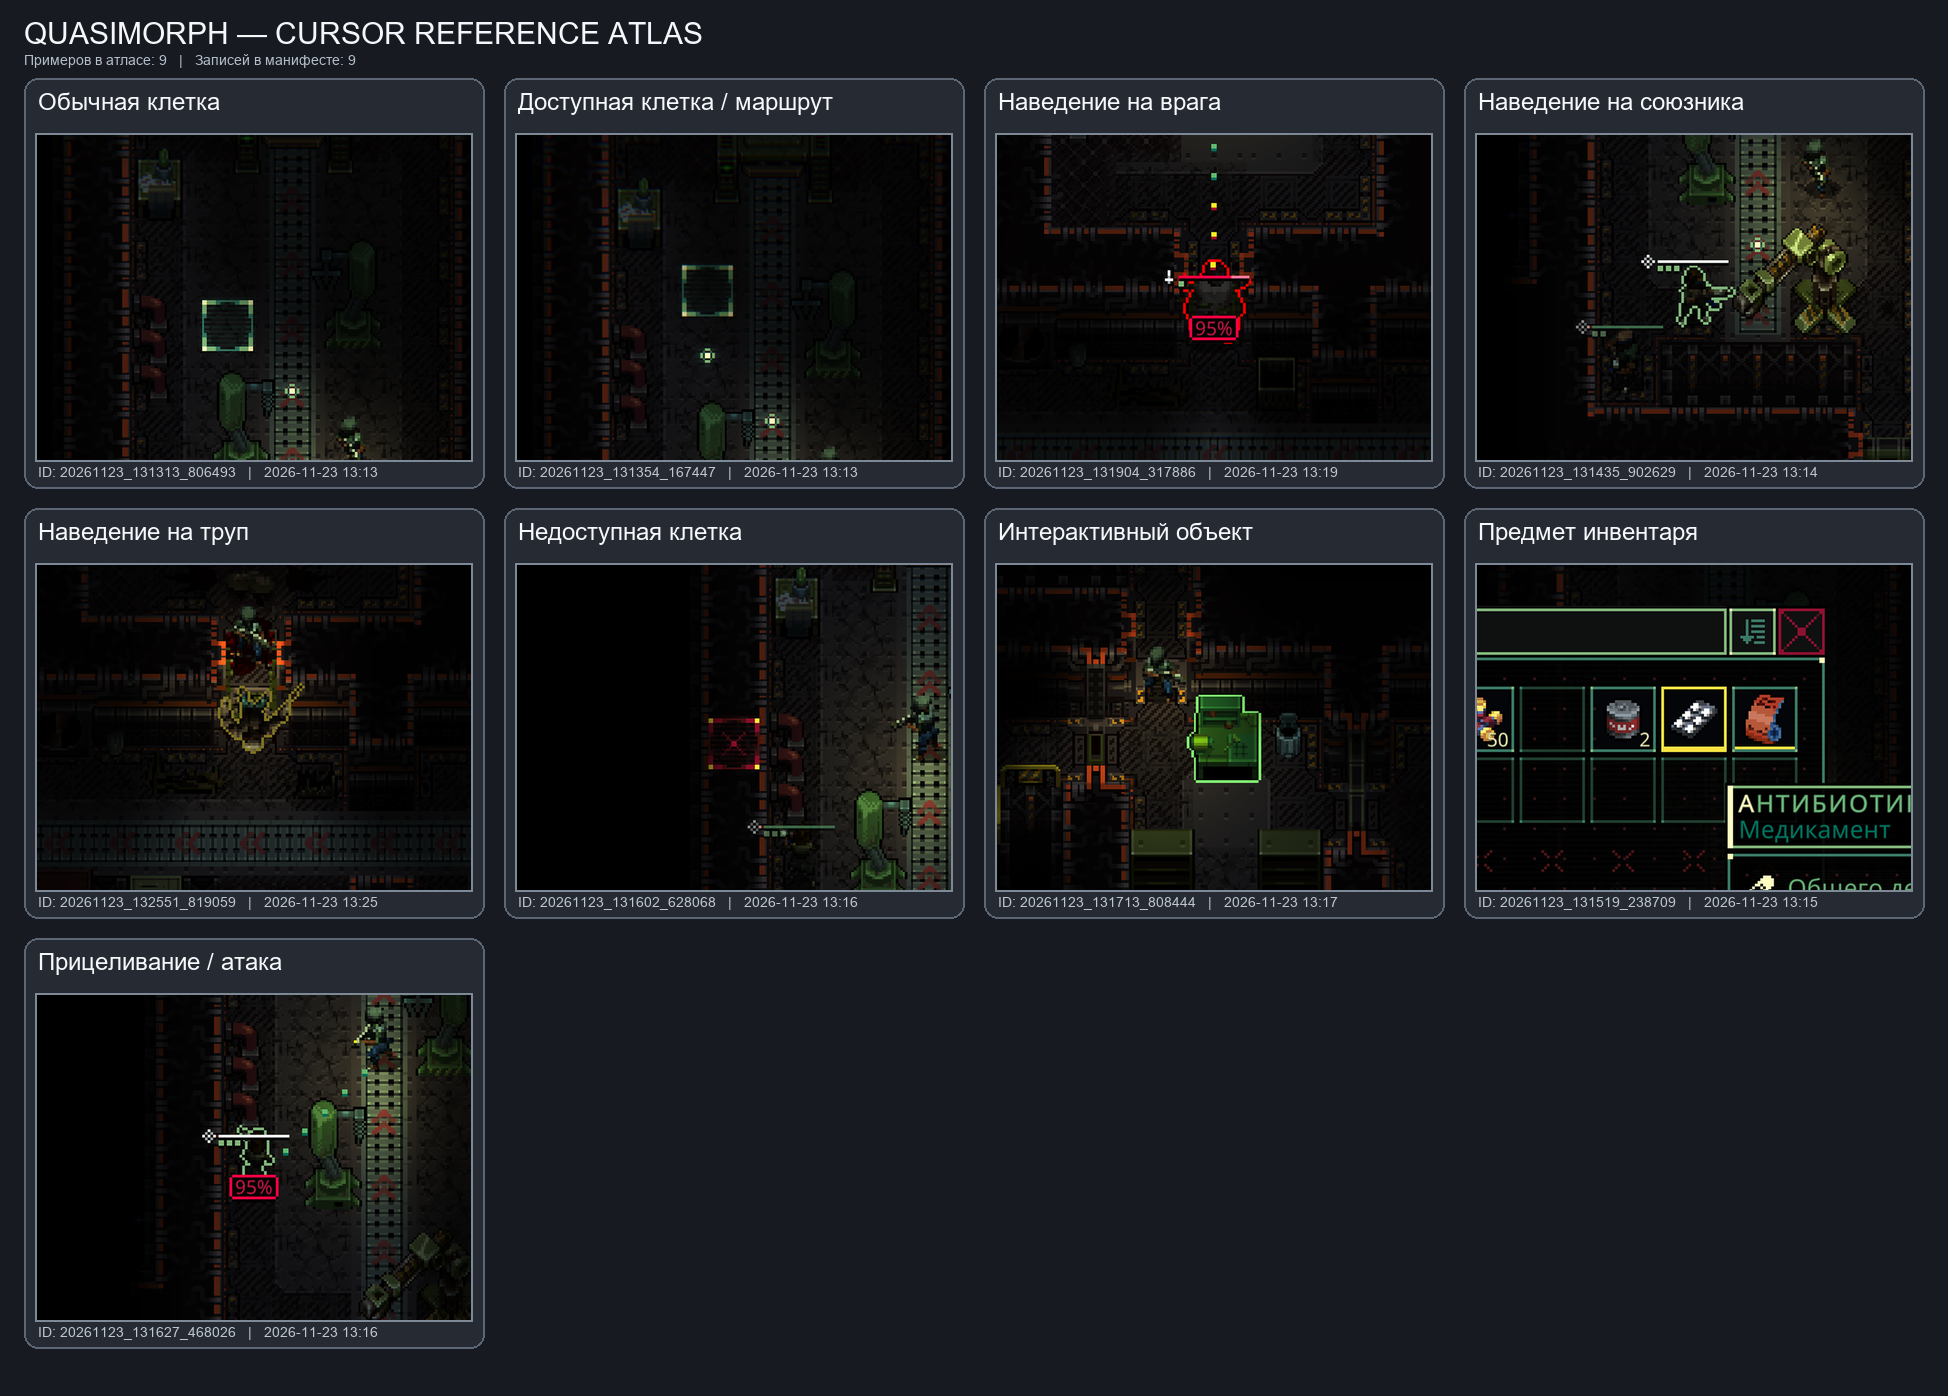 QUASIMORPH — CURSOR REFERENCE ATLAS
Примеров в атласе: 9 | Записей в манифесте: 9
Обычная клетка
ID: 20261123_131313_806493 | 2026-11-23 13:13
Доступная клетка / маршрут
ID: 20261123_131354_167447 | 2026-11-23 13:13
Наведение на врага
95%
ID: 20261123_131904_317886 | 2026-11-23 13:19
Наведение на союзника
ID: 20261123_131435_902629 | 2026-11-23 13:14
Наведение на труп
ID: 20261123_132551_819059 | 2026-11-23 13:25
Недоступная клетка
ID: 20261123_131602_628068 | 2026-11-23 13:16
Интерактивный объект
ID: 20261123_131713_808444 | 2026-11-23 13:17
Предмет инвентаря
50
2
Антибиоти
Медикамент
Общего де
ID: 20261123_131519_238709 | 2026-11-23 13:15
Прицеливание / атака
95%
ID: 20261123_131627_468026 | 2026-11-23 13:16